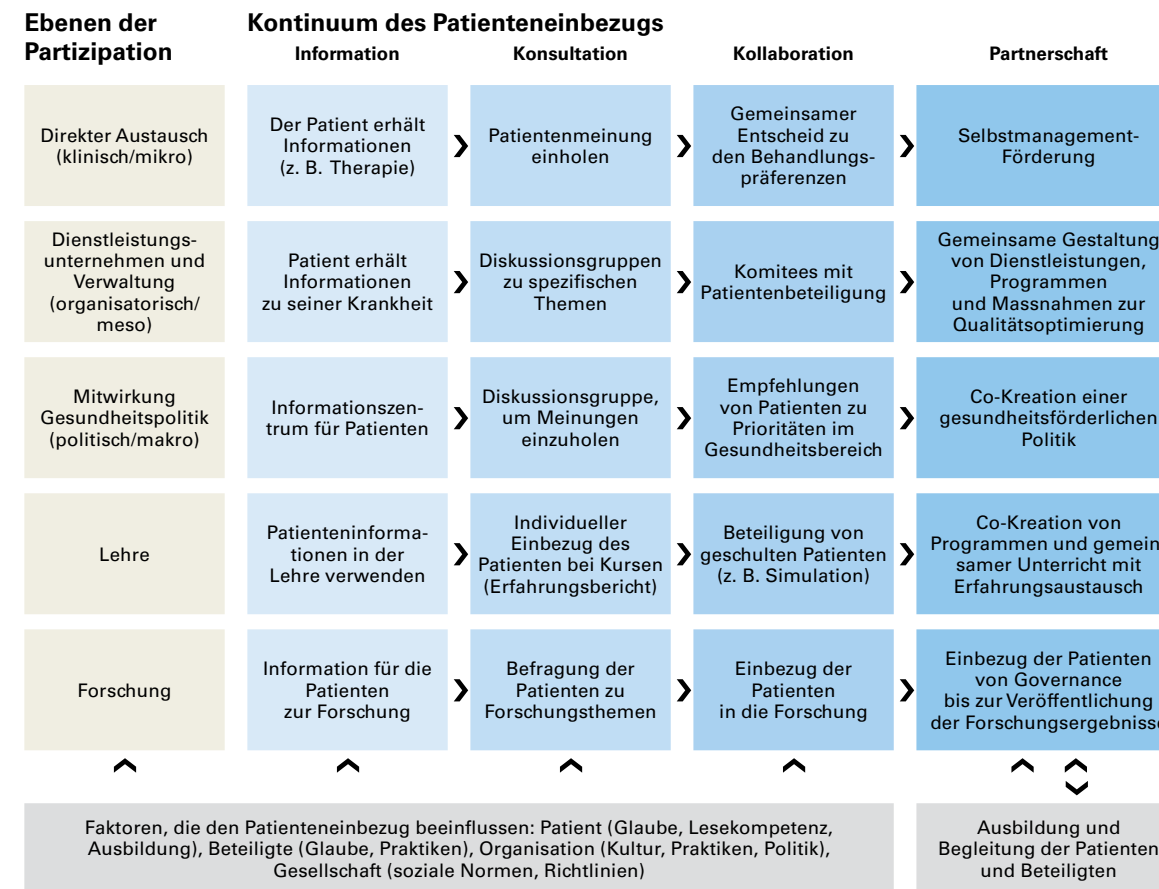 Ebenen der
Partizipation
Kontinuum des Patienteneinbezugs
Information
Konsultation
Kollaboration
Partnerschaft
Direkter Austausch
(klinisch/mikro)
Der Patient erhält
Informationen
(z. B. Therapie)
Patientenmeinung
einholen
Gemeinsamer
Entscheid zu
den Behandlungs-
präferenzen
Selbstmanagement-
Förderung
Dienstleistungs-
unternehmen und
Verwaltung
(organisatorisch/
meso)
Patient erhält
Informationen
zu seiner Krankheit
Diskussionsgruppen
zu spezifischen
Themen
Komitees mit
Patientenbeteiligung
Gemeinsame Gestaltung
von Dienstleistungen,
Programmen
und Massnahmen zur
Qualitätsoptimierung
Mitwirkung
Gesundheitspolitik
(politisch/makro)
Informationszen-
trum für Patienten
Diskussionsgruppe,
um Meinungen
einzuholen
Empfehlungen
von Patienten zu
Prioritäten im
Gesundheitsbereich
Co-Kreation einer
gesundheitsförderlichen
Politik
Lehre
Patienteninforma-
tionen in der
Lehre verwenden
Individueller
Einbezug des
Patienten bei Kursen
(Erfahrungsbericht)
Beteiligung von
geschulten Patienten
(z. B. Simulation)
Co-Kreation von
Programmen und gemein
samer Unterricht mit
Erfahrungsaustausch
Forschung
Information für die
Patienten
zur Forschung
Befragung der
Patienten zu
Forschungsthemen
Einbezug der
Patienten
in die Forschung
Einbezug der Patienten
von Governance
bis zur Veröffentlichung
der Forschungsergebnisse
Faktoren, die den Patienteneinbezug beeinflussen: Patient (Glaube, Lesekompetenz,
Ausbildung), Beteiligte (Glaube, Praktiken), Organisation (Kultur, Praktiken, Politik),
Gesellschaft (soziale Normen, Richtlinien)
Ausbildung und
Begleitung der Patienten
und Beteiligten